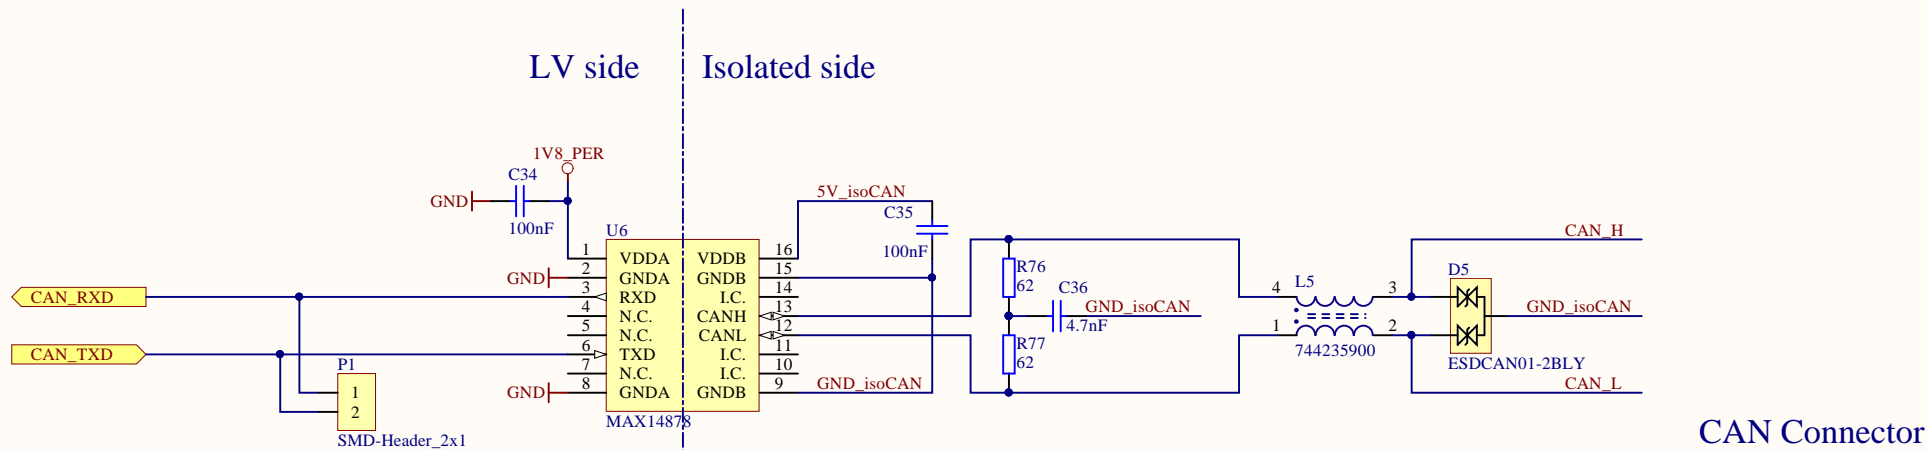 LV side
Isolated side
1V8_PER
C34
GND
100nF
5V_isoCAN
C35
100nF
U6
1 VDDA VDDB 16
GND 2 GNDA GNDB 15
CAN_RXD 3 RXD I.C. 14
4 N.C. CANH 13
5 N.C. CANL 12
CAN_TXD 6 TXD I.C. 11
7 N.C. I.C. 10
GND 8 GNDA GNDB 9 GND_isoCAN
MAX14878
P1
1
2
SMD-Header_2x1
R76
62
C36
GND_isoCAN
4.7nF
R77
62
L5
4 3
1 2
744235900
CAN_H
D5
GND_isoCAN
ESDCAN01-2BLY
CAN_L
CAN Connector